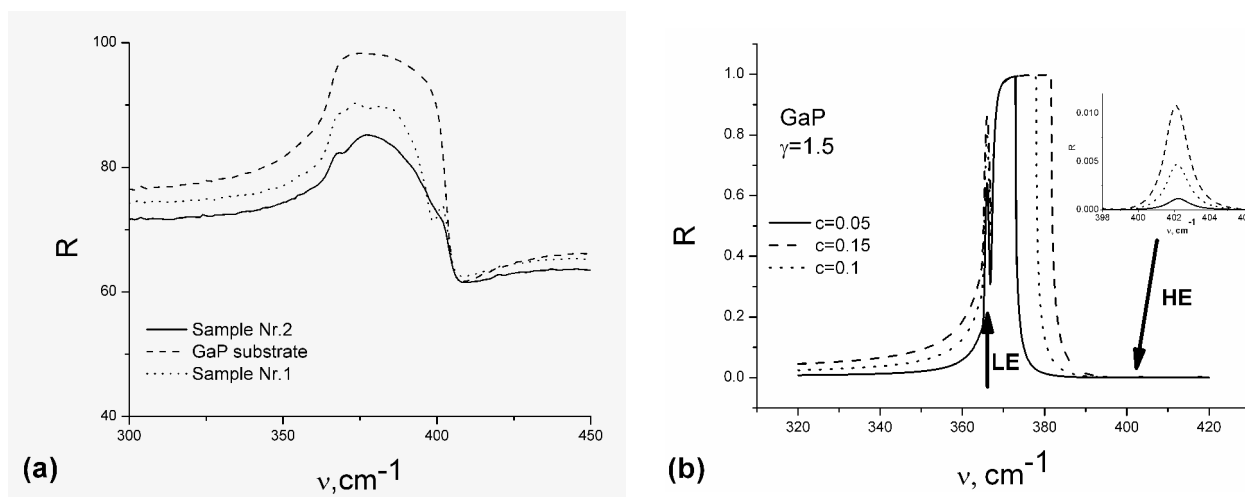 100
80
60
40
R
300
350
400
450
ν,cm-1
Sample Nr.2
GaP substrate
Sample Nr.1
(a)
1.0
0.8
0.6
0.4
0.2
0.0
R
320
340
360
380
400
420
ν, cm-1
GaP
γ=1.5
c=0.05
c=0.15
c=0.1
LE
HE
0.010
0.005
0.000
R
398
400
402
404
ν, cm-1
(b)